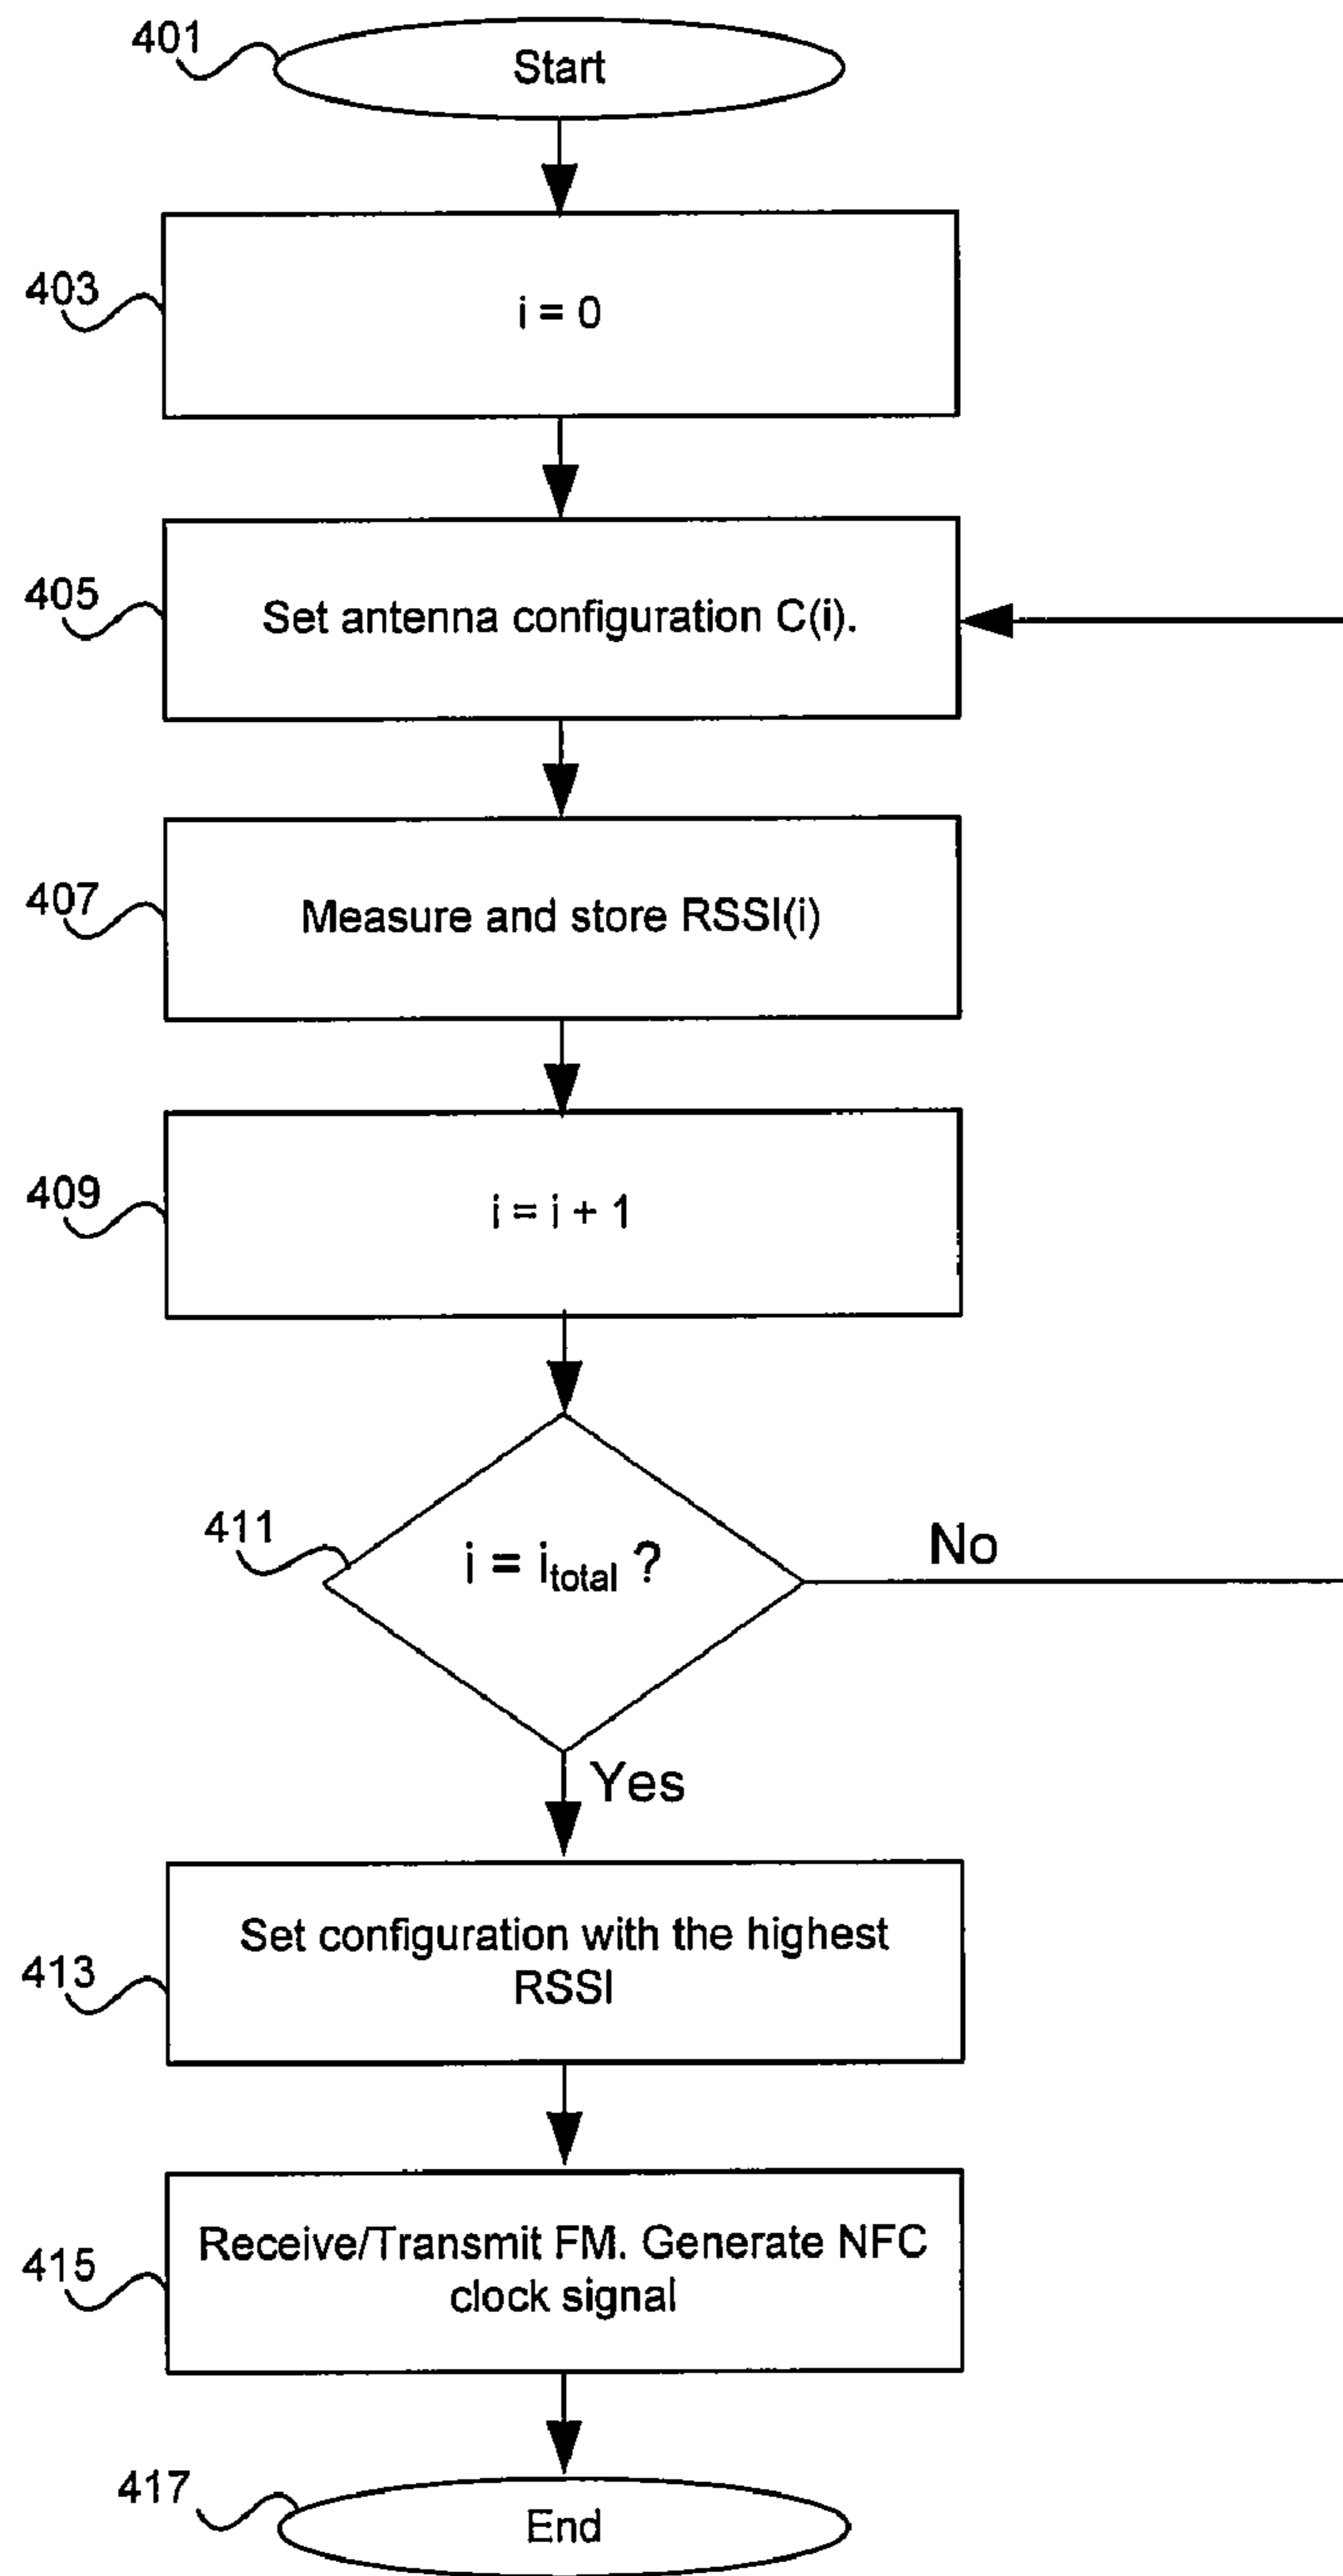 401
Start
403
i = 0
405
Set antenna configuration C(i).
407
Measure and store RSSI(i)
409
i = i + 1
411
i = i_total ?
No
Yes
413
Set configuration with the highest
RSSI
415
Receive/Transmit FM. Generate NFC
clock signal
417
End